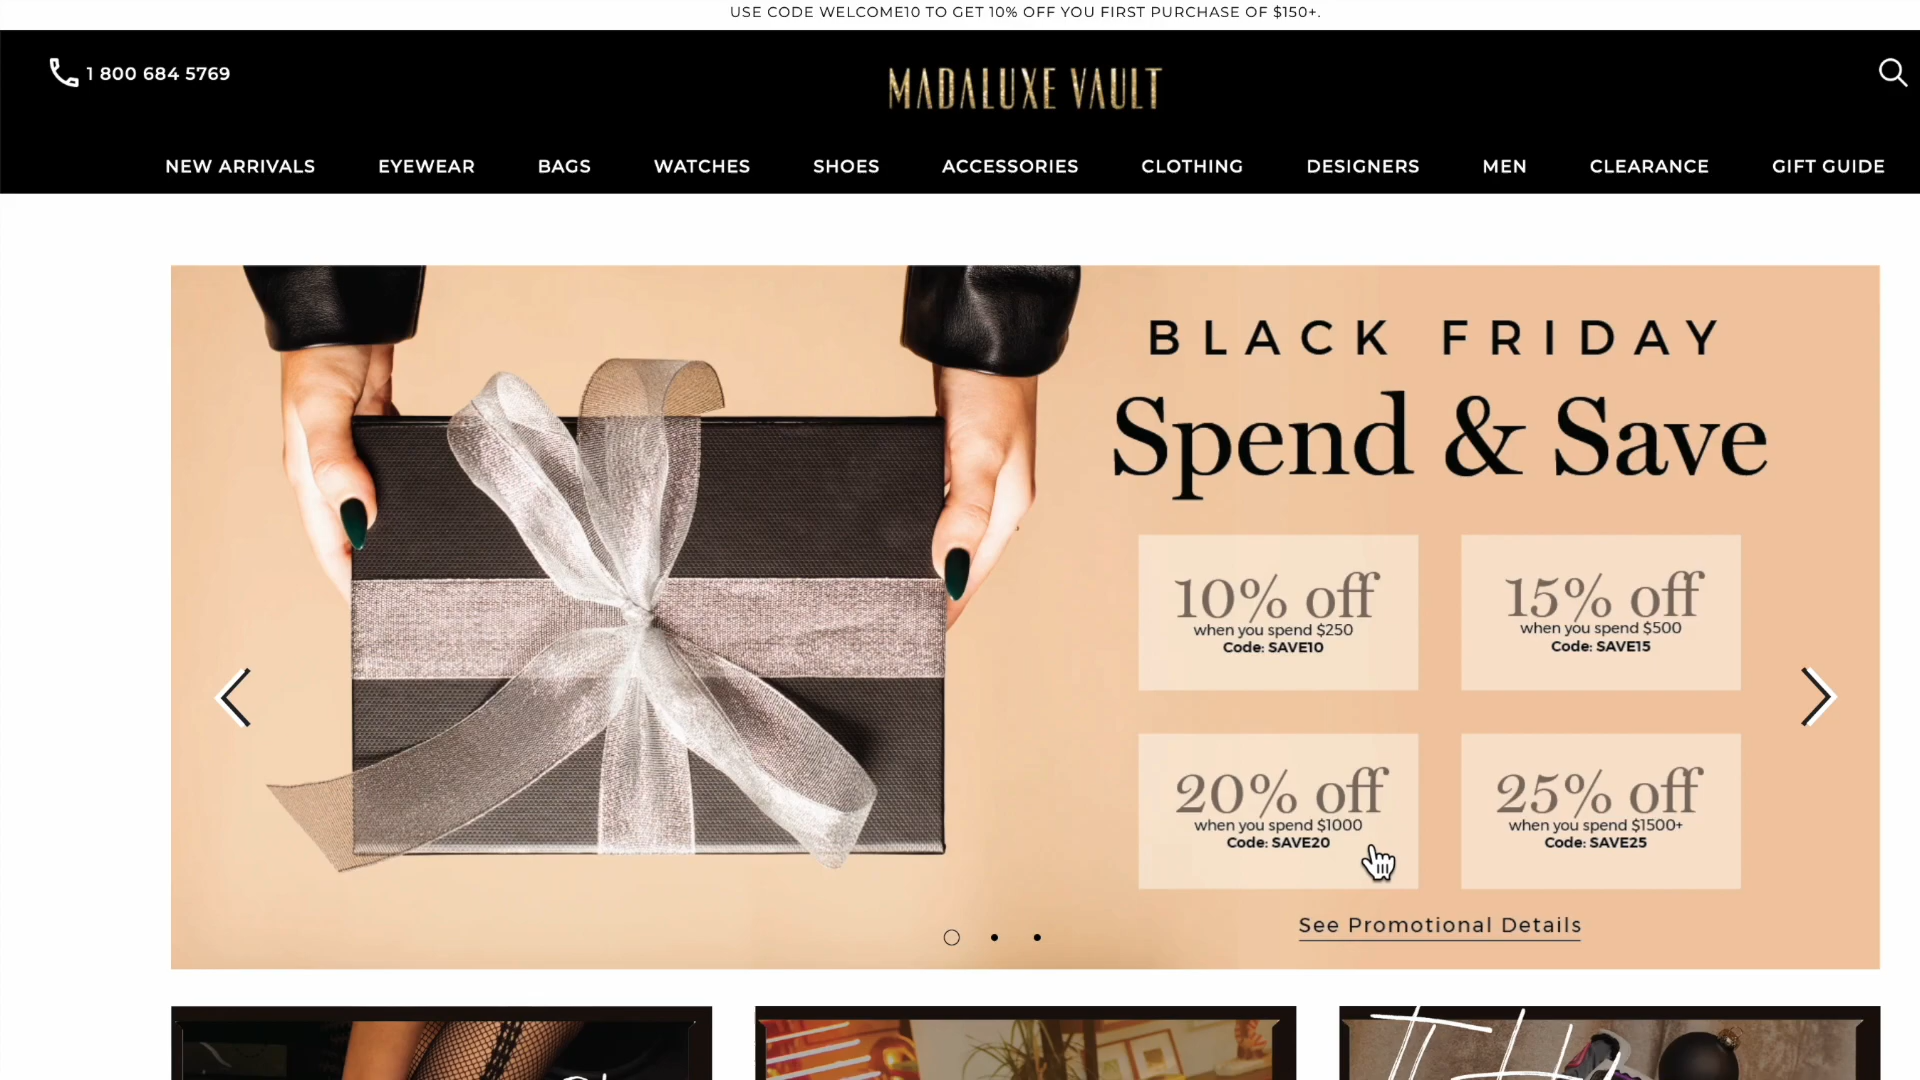 USE CODE WELCOME10 TO GET 10% OFF YOU FIRST PURCHASE OF $150+.
1 800 684 5769
MADALUXE VAULT
NEW ARRIVALS EYEWEAR BAGS WATCHES SHOES ACCESSORIES CLOTHING DESIGNERS MEN CLEARANCE GIFT GUIDE
BLACK FRIDAY
Spend & Save
10% off
when you spend $250
Code: SAVE10
15% off
when you spend $500
Code: SAVE15
20% off
when you spend $1000
Code: SAVE20
25% off
when you spend $1500+
Code: SAVE25
See Promotional Details